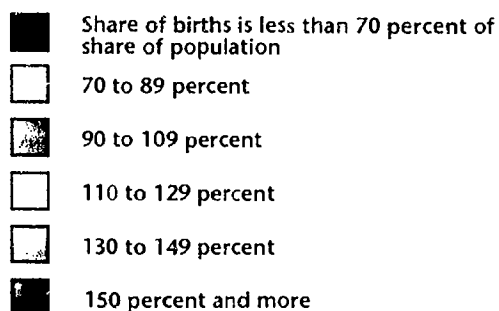 Share of births is less than 70 percent of
share of population
70 to 89 percent
90 to 109 percent
110 to 129 percent
130 to 149 percent
150 percent and more